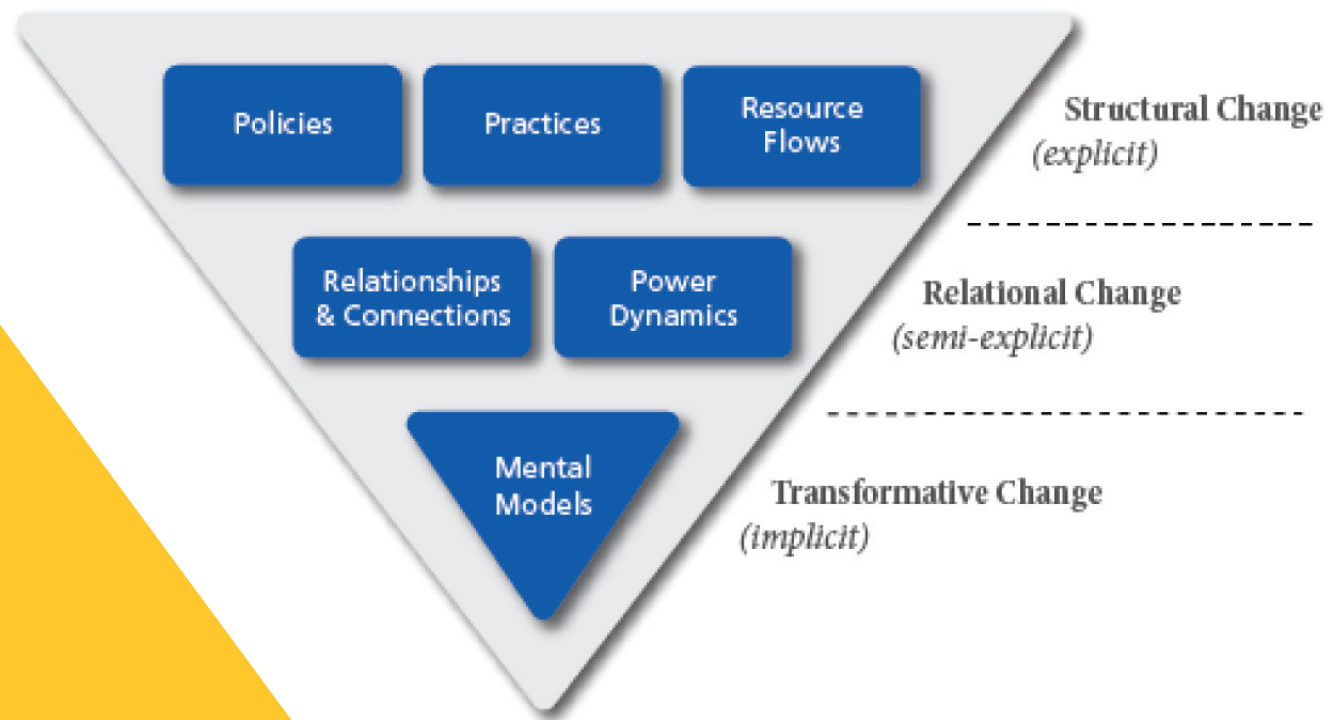 Policies
Practices
Resource
Flows
Structural Change
(explicit)
Relationships
& Connections
Power
Dynamics
Relational Change
(semi-explicit)
Mental
Models
Transformative Change
(implicit)